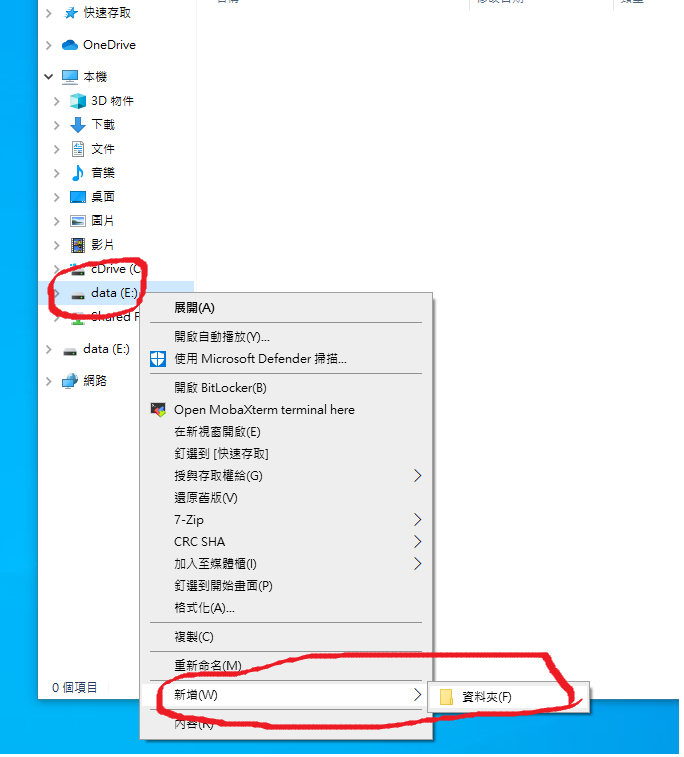 快速存取
OneDrive
本機
3D 物件
下載
文件
音樂
桌面
圖片
影片
cDrive (C
data (E:)
Shared F
data (E:)
網路
0 個項目
展開(A)
開啟自動播放(Y)...
使用 Microsoft Defender 掃描...
開啟 BitLocker(B)
Open MobaXterm terminal here
在新視窗開啟(E)
釘選到 [快速存取]
授與存取權給(G)
還原舊版(V)
7-Zip
CRC SHA
加入至媒體櫃(I)
釘選到開始畫面(P)
格式化(A)...
複製(C)
重新命名(M)
新增(W)
資料夾(F)
內容(R)